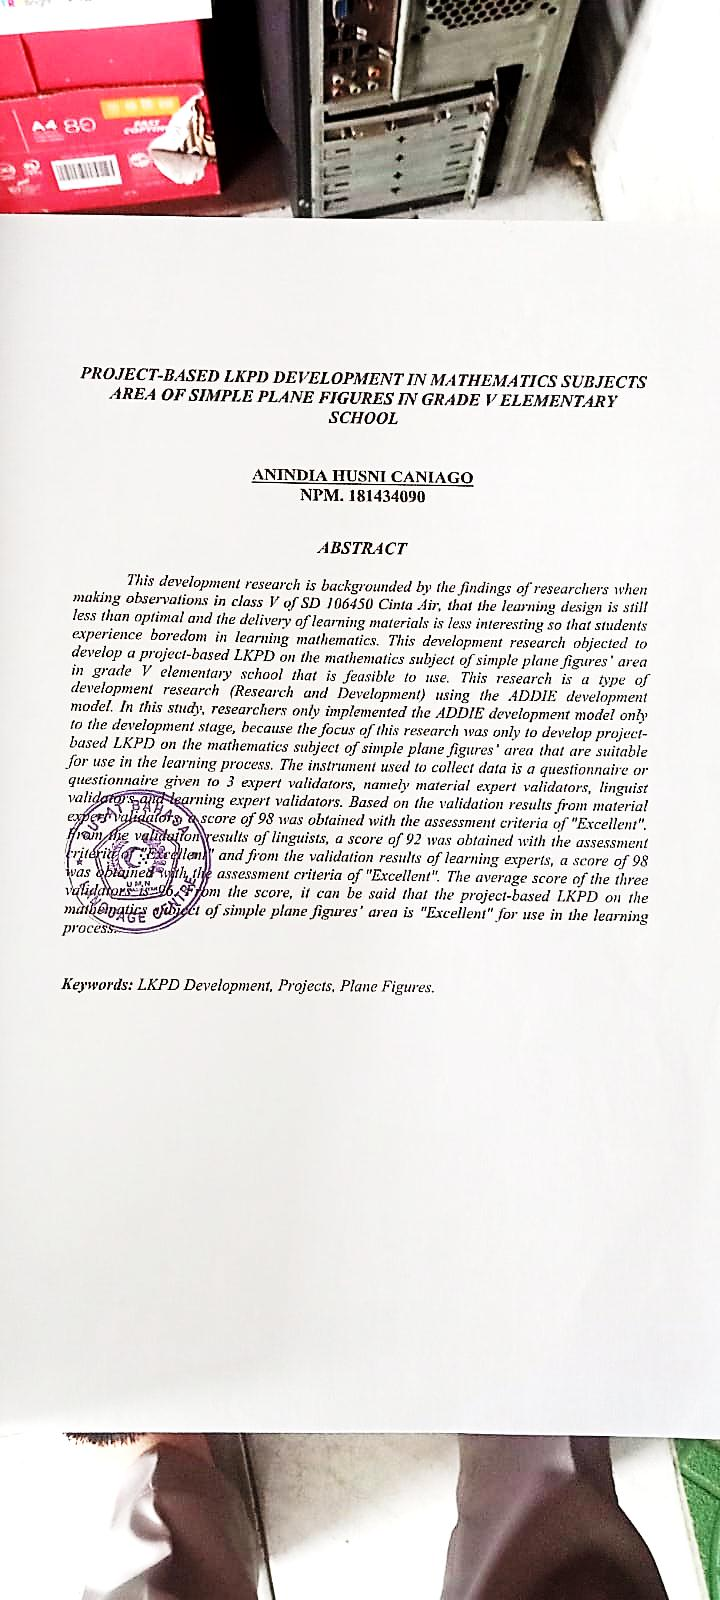 A4 80
PROJECT-BASED LKPD DEVELOPMENT IN MATHEMATICS SUBJECTS
AREA OF SIMPLE PLANE FIGURES IN GRADE V ELEMENTARY
SCHOOL
ANINDIA HUSNI CANIAGO
NPM. 181434090
ABSTRACT
This development research is backgrounded by the findings of researchers when
making observations in class V of SD 106450 Cinta Air, that the learning design is still
less than optimal and the delivery of learning materials is less interesting so that students
experience boredom in learning mathematics. This development research objected to
develop a project-based LKPD on the mathematics subject of simple plane figures' area
in grade V elementary school that is feasible to use. This research is a type of
development research (Research and Development) using the ADDIE development
model. In this study, researchers only implemented the ADDIE development model only
to the development stage, because the focus of this research was only to develop project-
based LKPD on the mathematics subject of simple plane figures' area that are suitable
for use in the learning process. The instrument used to collect data is a questionnaire or
questionnaire given to 3 expert validators, namely material expert validators, linguist
validators and learning expert validators. Based on the validation results from material
expert validators a score of 98 was obtained with the assessment criteria of "Excellent".
From the validation results of linguists, a score of 92 was obtained with the assessment
criteria of "Excellent" and from the validation results of learning experts, a score of 98
was obtained with the assessment criteria of "Excellent". The average score of the three
validators is 96. From the score, it can be said that the project-based LKPD on the
mathematics subject of simple plane figures' area is "Excellent" for use in the learning
process.
PUSAT BAHASA
UMN
LANGUAGE CENTRE
Keywords: LKPD Development, Projects, Plane Figures.